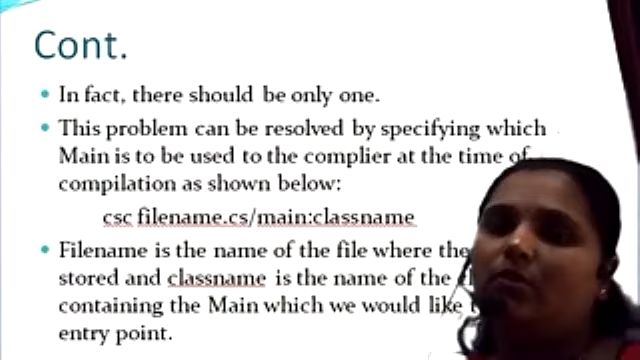 Cont.
In fact, there should be only one.
This problem can be resolved by specifying which
Main is to be used to the complier at the time of
compilation as shown below:
csc filename.cs/main:classname
Filename is the name of the file where the
stored and classname is the name of the
containing the Main which we would like
entry point.